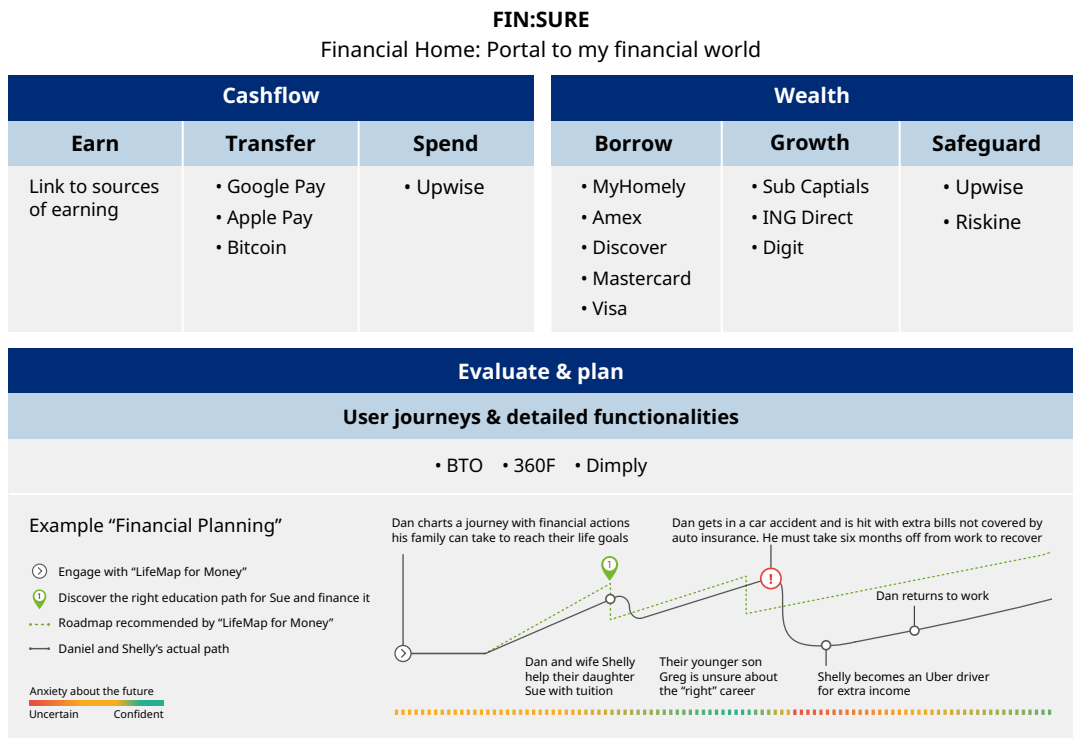 FIN:SURE
Financial Home: Portal to my financial world
Cashflow
Earn
Transfer
Spend
Link to sources
of earning
• Google Pay
• Apple Pay
• Bitcoin
• Upwise
Wealth
Borrow
Growth
Safeguard
• MyHomely
• Amex
• Discover
• Mastercard
• Visa
• Sub Captials
• ING Direct
• Digit
• Upwise
• Riskine
Evaluate & plan
User journeys & detailed functionalities
• BTO • 360F • Dimply
Example “Financial Planning”
Engage with “LifeMap for Money”
1 Discover the right education path for Sue and finance it
Roadmap recommended by “LifeMap for Money”
Daniel and Shelly’s actual path
Anxiety about the future
Uncertain Confident
Dan charts a journey with financial actions
his family can take to reach their life goals
Dan gets in a car accident and is hit with extra bills not covered by
auto insurance. He must take six months off from work to recover
1
!
Dan returns to work
Dan and wife Shelly
help their daughter
Sue with tuition
Their younger son
Greg is unsure about
the “right” career
Shelly becomes an Uber driver
for extra income